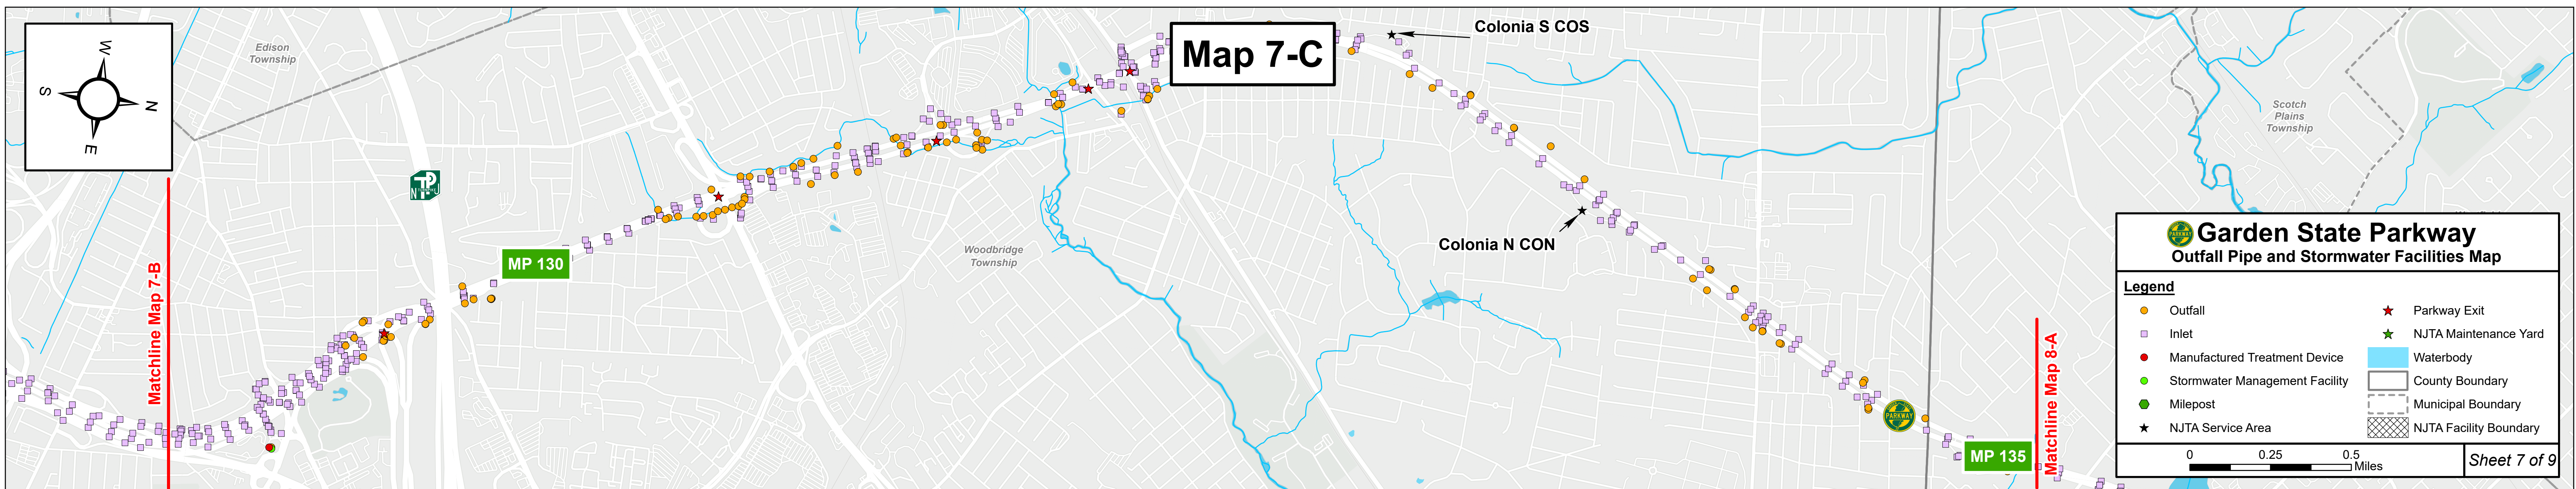 Map 7-C
W
S
N
E
Edison
Township
Matchline Map 7-B
N TP J
MP 130
Woodbridge
Township
Colonia S COS
Colonia N CON
Scotch
Plains
Township
PARKWAY
MP 135
Matchline Map 8-A
Garden State Parkway
Outfall Pipe and Stormwater Facilities Map
Legend
Outfall
Inlet
Manufactured Treatment Device
Stormwater Management Facility
Milepost
NJTA Service Area
Parkway Exit
NJTA Maintenance Yard
Waterbody
County Boundary
Municipal Boundary
NJTA Facility Boundary
0 0.25 0.5
Miles
Sheet 7 of 9